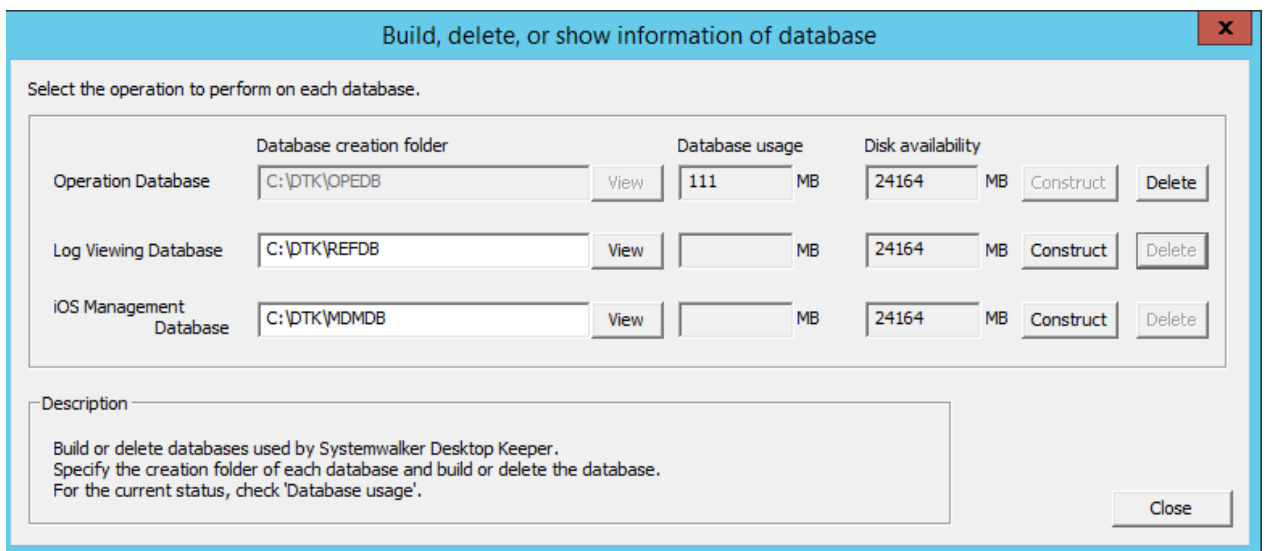 Build, delete, or show information of database
x
Select the operation to perform on each database.
Database creation folder Database usage Disk availability
Operation Database C:\DTK\OPEDB View 111 MB 24164 MB Construct Delete
Log Viewing Database C:\DTK\REFDB View MB 24164 MB Construct Delete
iOS Management
Database C:\DTK\MDMDB View MB 24164 MB Construct Delete
Description
Build or delete databases used by Systemwalker Desktop Keeper.
Specify the creation folder of each database and build or delete the database.
For the current status, check 'Database usage'.
Close